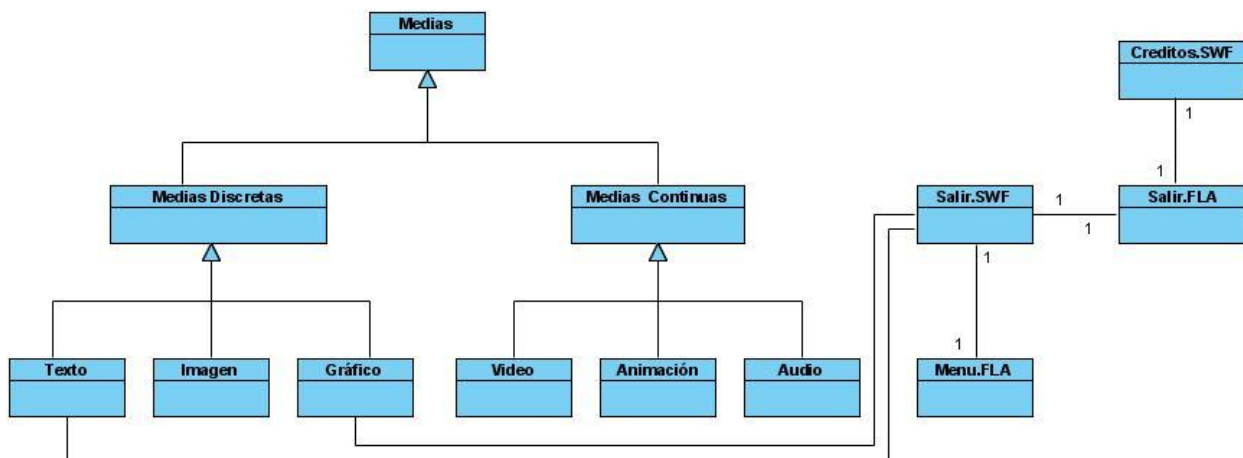 Medias
Creditos.SWF
1
1
Medias Discretas
Medias Continuas
Salir.SWF
1
1
Salir.FLA
1
1
Texto
Imagen
Gráfico
Video
Animación
Audio
Menu.FLA